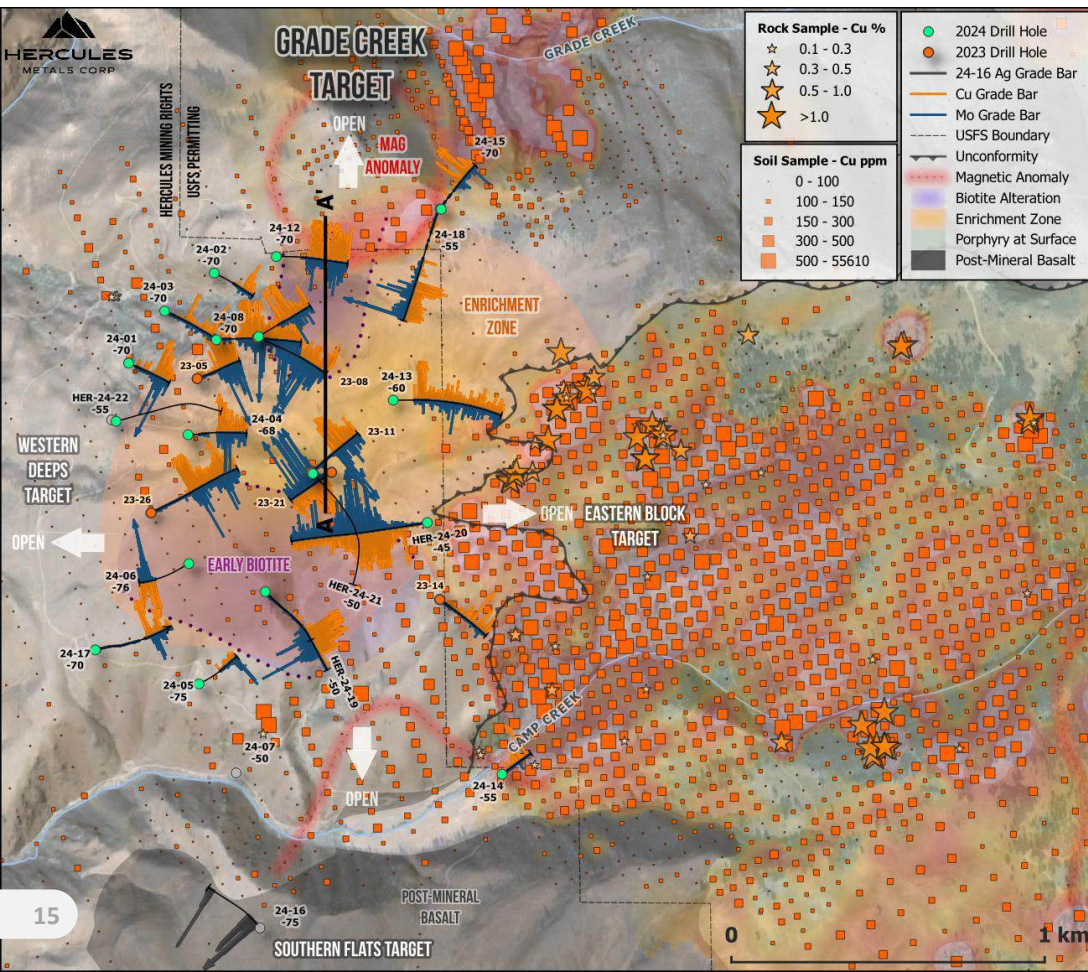 HERCULES
METALS CORP
GRADE CREEK
TARGET
GRADE CREEK
OPEN
MAG
ANOMALY
HERCULES MINING RIGHTS
USFS PERMITTING
A'
24-15
-70
24-12
-70
24-18
-55
24-02
-70
24-03
-70
24-08
-70
24-01
-70
23-05
23-08
24-13
-60
ENRICHMENT
ZONE
HER-24-22
-55
24-04
-68
23-11
WESTERN
DEEPS
TARGET
23-26
23-21
A
OPEN
OPEN
EASTERN BLOCK
TARGET
HER-24-20
-45
EARLY BIOTITE
24-06
-76
HER-24-21
-50
23-14
24-17
-70
24-05
-75
HER-24-19
-50
24-07
-50
OPEN
CAMP CREEK
24-14
-55
POST-MINERAL
BASALT
24-16
-75
SOUTHERN FLATS TARGET
15
0
1 km
Rock Sample - Cu %
0.1 - 0.3
0.3 - 0.5
0.5 - 1.0
>1.0
Soil Sample - Cu ppm
0 - 100
100 - 150
150 - 300
300 - 500
500 - 55610
2024 Drill Hole
2023 Drill Hole
24-16 Ag Grade Bar
Cu Grade Bar
Mo Grade Bar
USFS Boundary
Unconformity
Magnetic Anomaly
Biotite Alteration
Enrichment Zone
Porphyry at Surface
Post-Mineral Basalt